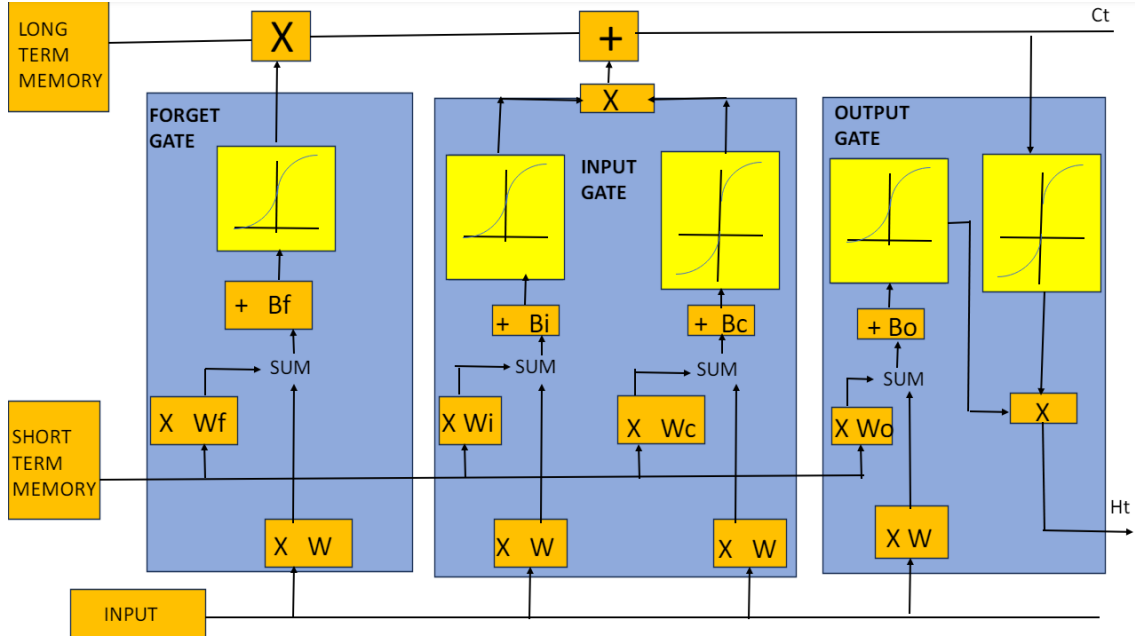 LONG
TERM
MEMORY
X
+
Ct
X
FORGET
GATE
INPUT
GATE
OUTPUT
GATE
+ Bf
+ Bi
+ Bc
+ Bo
SUM
SUM
SUM
SUM
X Wf
X Wi
X Wc
X Wo
X
SHORT
TERM
MEMORY
Ht
X W
X W
X W
X W
INPUT